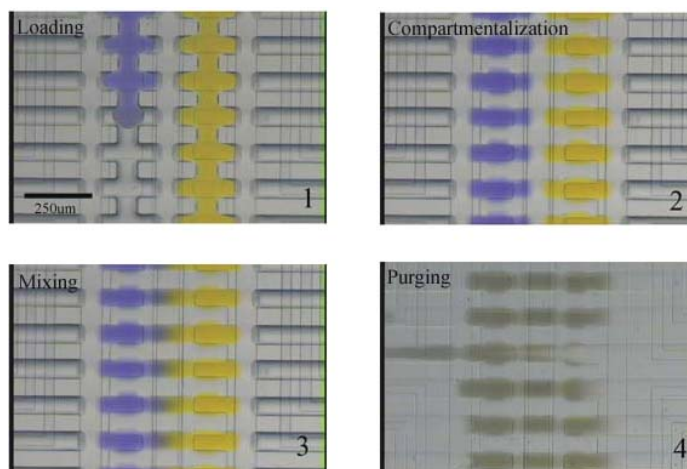 Loading
250um
1
Compartmentalization
2
Mixing
3
Purging
4